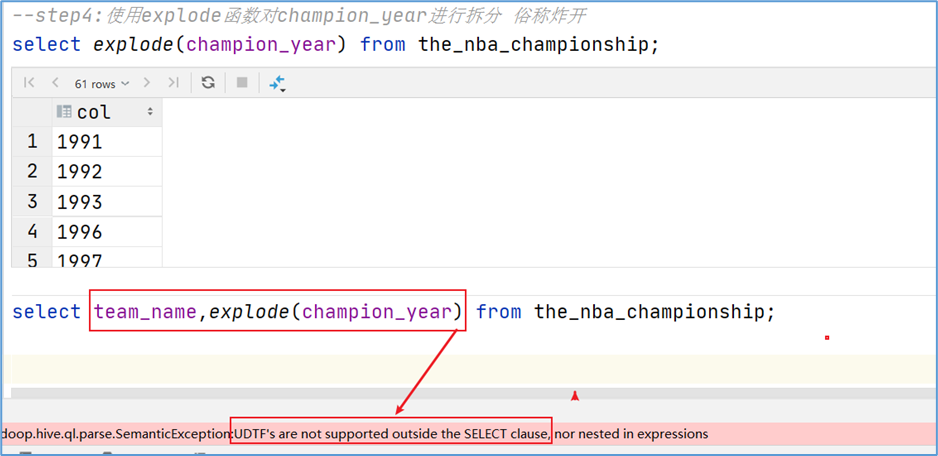 --step4:使用explode函数对champion_year进行拆分 俗称炸开
select explode(champion_year) from the_nba_championship;
61 rows
col
1 1991
2 1992
3 1993
4 1996
5 1997
select team_name,explode(champion_year) from the_nba_championship;
doop.hive.ql.parse.SemanticException:UDTF's are not supported outside the SELECT clause, nor nested in expressions